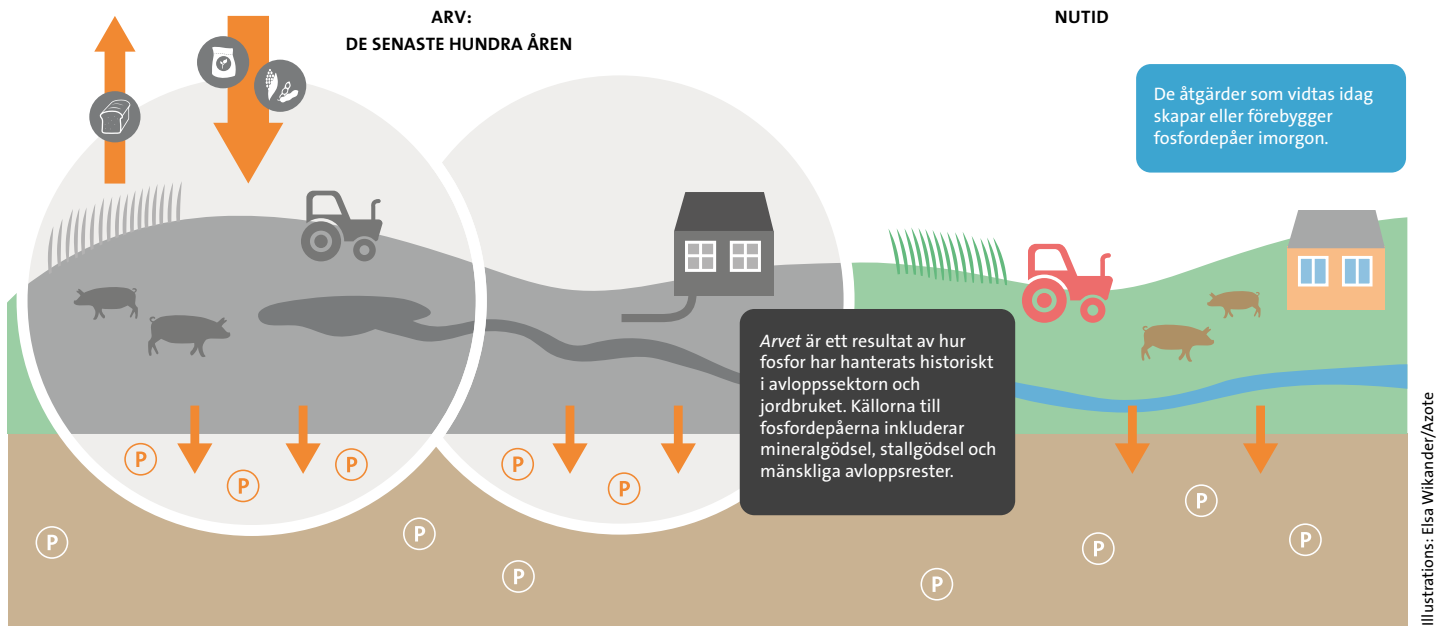 ARV:
DE SENASTE HUNDRA ÅREN
NUTID
De åtgärder som vidtas idag
skapar eller förebygger
fosfordepåer imorgon.
Arvet är ett resultat av hur
fosfor har hanterats historiskt
i avloppssektorn och
jordbruket. Källorna till
fosfordepåerna inkluderar
mineralgödsel, stallgödsel och
mänskliga avloppsrester.
P
P
P
P
P
P
P
P
P
P
P
P
Illustrations: Elsa Wikander/Azote